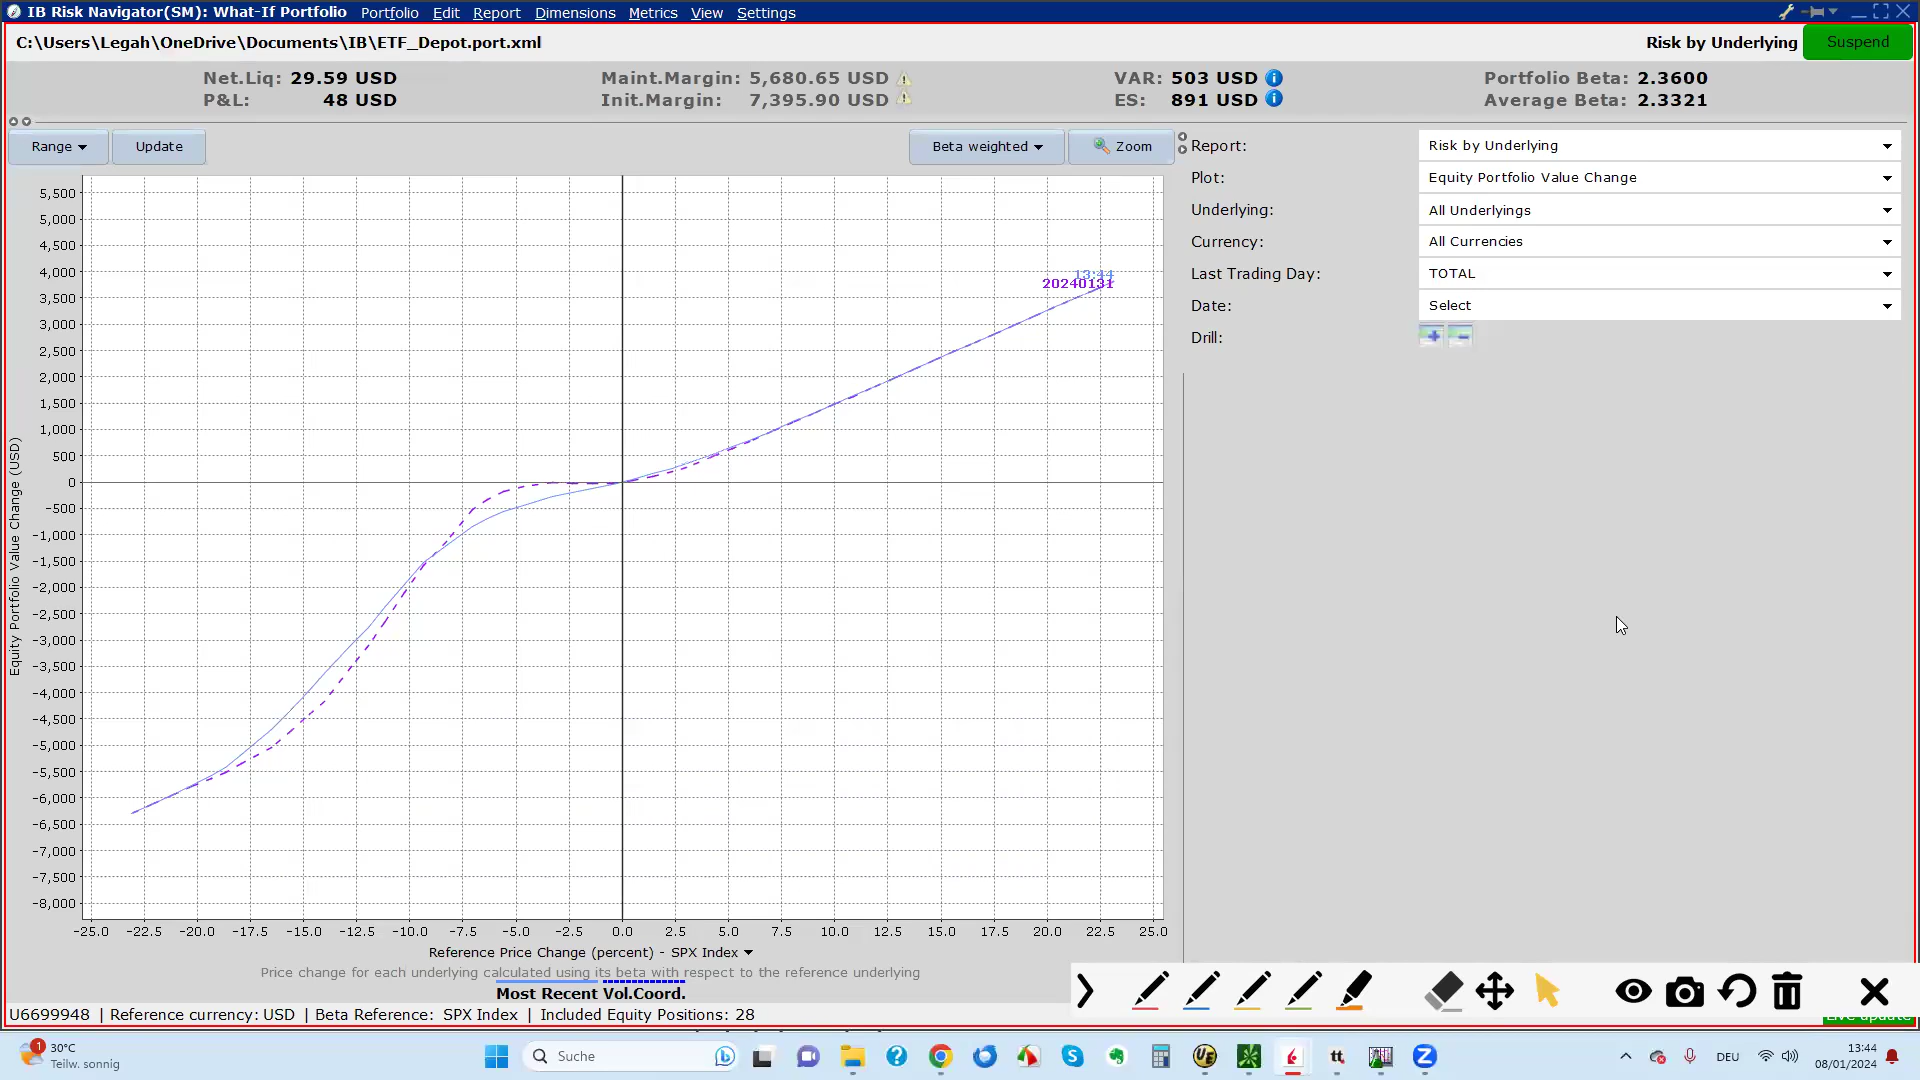 IB Risk Navigator(SM): What-If Portfolio Portfolio Edit Report Dimensions Metrics View Settings
C:\Users\Legah\OneDrive\Documents\IB\ETF_Depot.port.xml Risk by Underlying Suspend
Net.Liq: 29.59 USD Maint.Margin: 5,680.65 USD VAR: 503 USD Portfolio Beta: 2.3600
P&L: 48 USD Init.Margin: 7,395.90 USD ES: 891 USD Average Beta: 2.3321
Range Update Beta weighted Zoom
Report: Risk by Underlying
Plot: Equity Portfolio Value Change
Underlying: All Underlyings
Currency: All Currencies
Last Trading Day: TOTAL
Date: Select
Drill:
5,500
5,000
4,500
4,000
3,500
3,000
2,500
2,000
1,500
1,000
500
0
-500
-1,000
-1,500
-2,000
-2,500
-3,000
-3,500
-4,000
-4,500
-5,000
-5,500
-6,000
-6,500
-7,000
-7,500
-8,000
Equity Portfolio Value Change (USD)
13:44
20240131
-25.0 -22.5 -20.0 -17.5 -15.0 -12.5 -10.0 -7.5 -5.0 -2.5 0.0 2.5 5.0 7.5 10.0 12.5 15.0 17.5 20.0 22.5 25.0
Reference Price Change (percent) - SPX Index
Price change for each underlying calculated using its beta with respect to the reference underlying
Most Recent Vol.Coord.
U6699948 | Reference currency: USD | Beta Reference: SPX Index | Included Equity Positions: 28
Live update
1
30°C
Teilw. sonnig
Suche
tt
DEU
13:44
08/01/2024